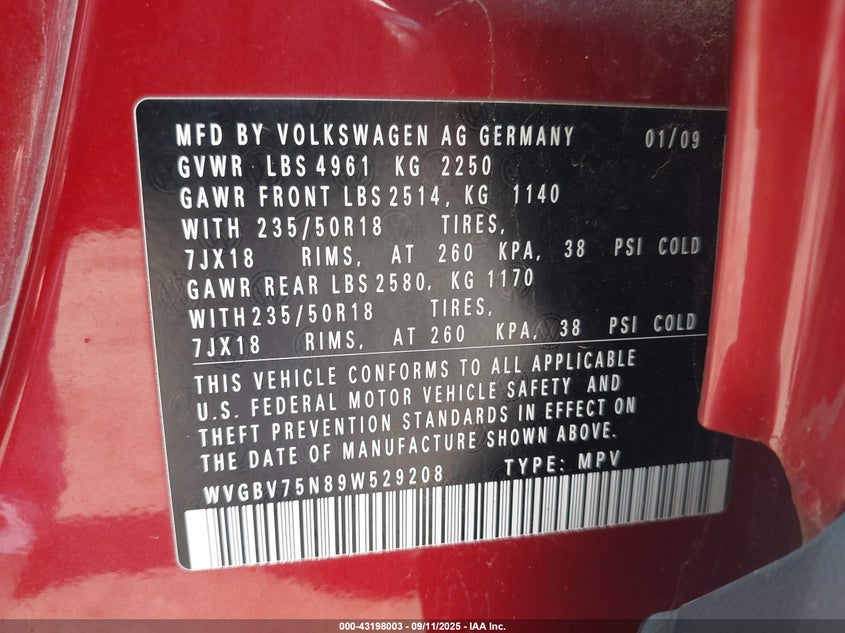 MFD BY VOLKSWAGEN AG GERMANY 01/09
GVWR LBS 4961 KG 2250
GAWR FRONT LBS 2514, KG 1140
WITH 235/50R18 TIRES,
7JX18 RIMS, AT 260 KPA, 38 PSI COLD
GAWR REAR LBS 2580, KG 1170
WITH 235/50R18 TIRES,
7JX18 RIMS, AT 260 KPA, 38 PSI COLD
THIS VEHICLE CONFORMS TO ALL APPLICABLE
U.S. FEDERAL MOTOR VEHICLE SAFETY AND
THEFT PREVENTION STANDARDS IN EFFECT ON
THE DATE OF MANUFACTURE SHOWN ABOVE.
WVGBV75N89W529208 TYPE: MPV
000-43198003 - 09/11/2025 - IAA Inc.